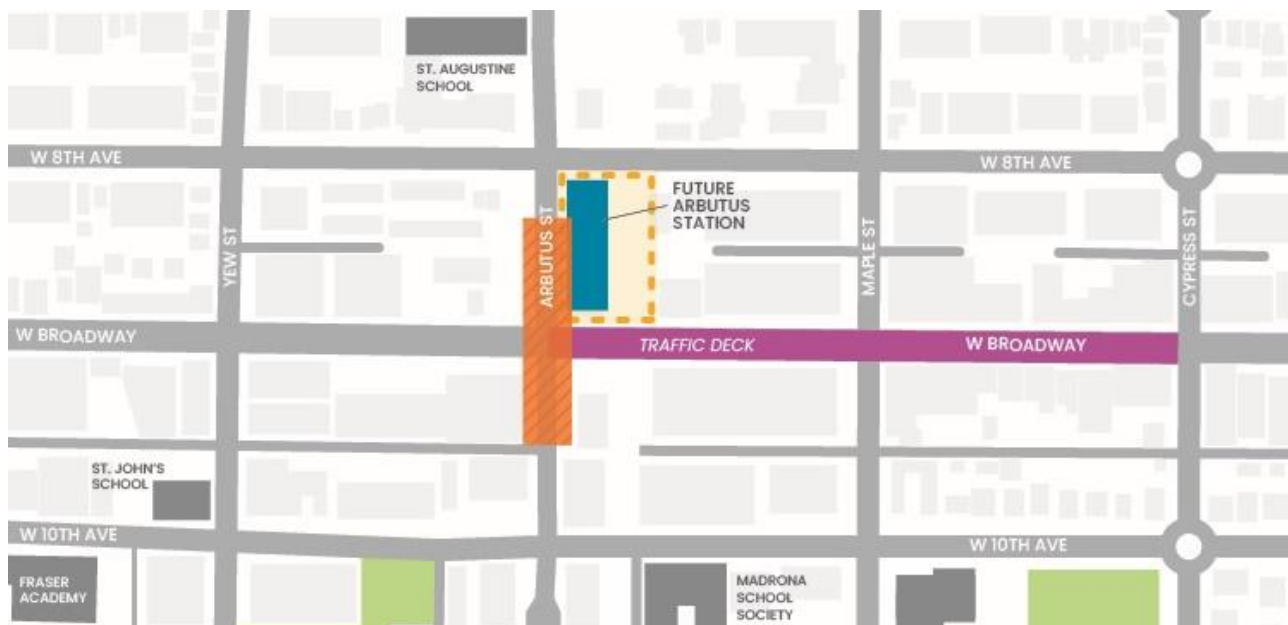 ST. AUGUSTINE
SCHOOL
W 8TH AVE
W 8TH AVE
FUTURE
ARBUTUS
STATION
YEW ST
ARBUTUS ST
MAPLE ST
CYPRESS ST
W BROADWAY
TRAFFIC DECK
W BROADWAY
ST. JOHN'S
SCHOOL
W 10TH AVE
W 10TH AVE
FRASER
ACADEMY
MADRONA
SCHOOL
SOCIETY